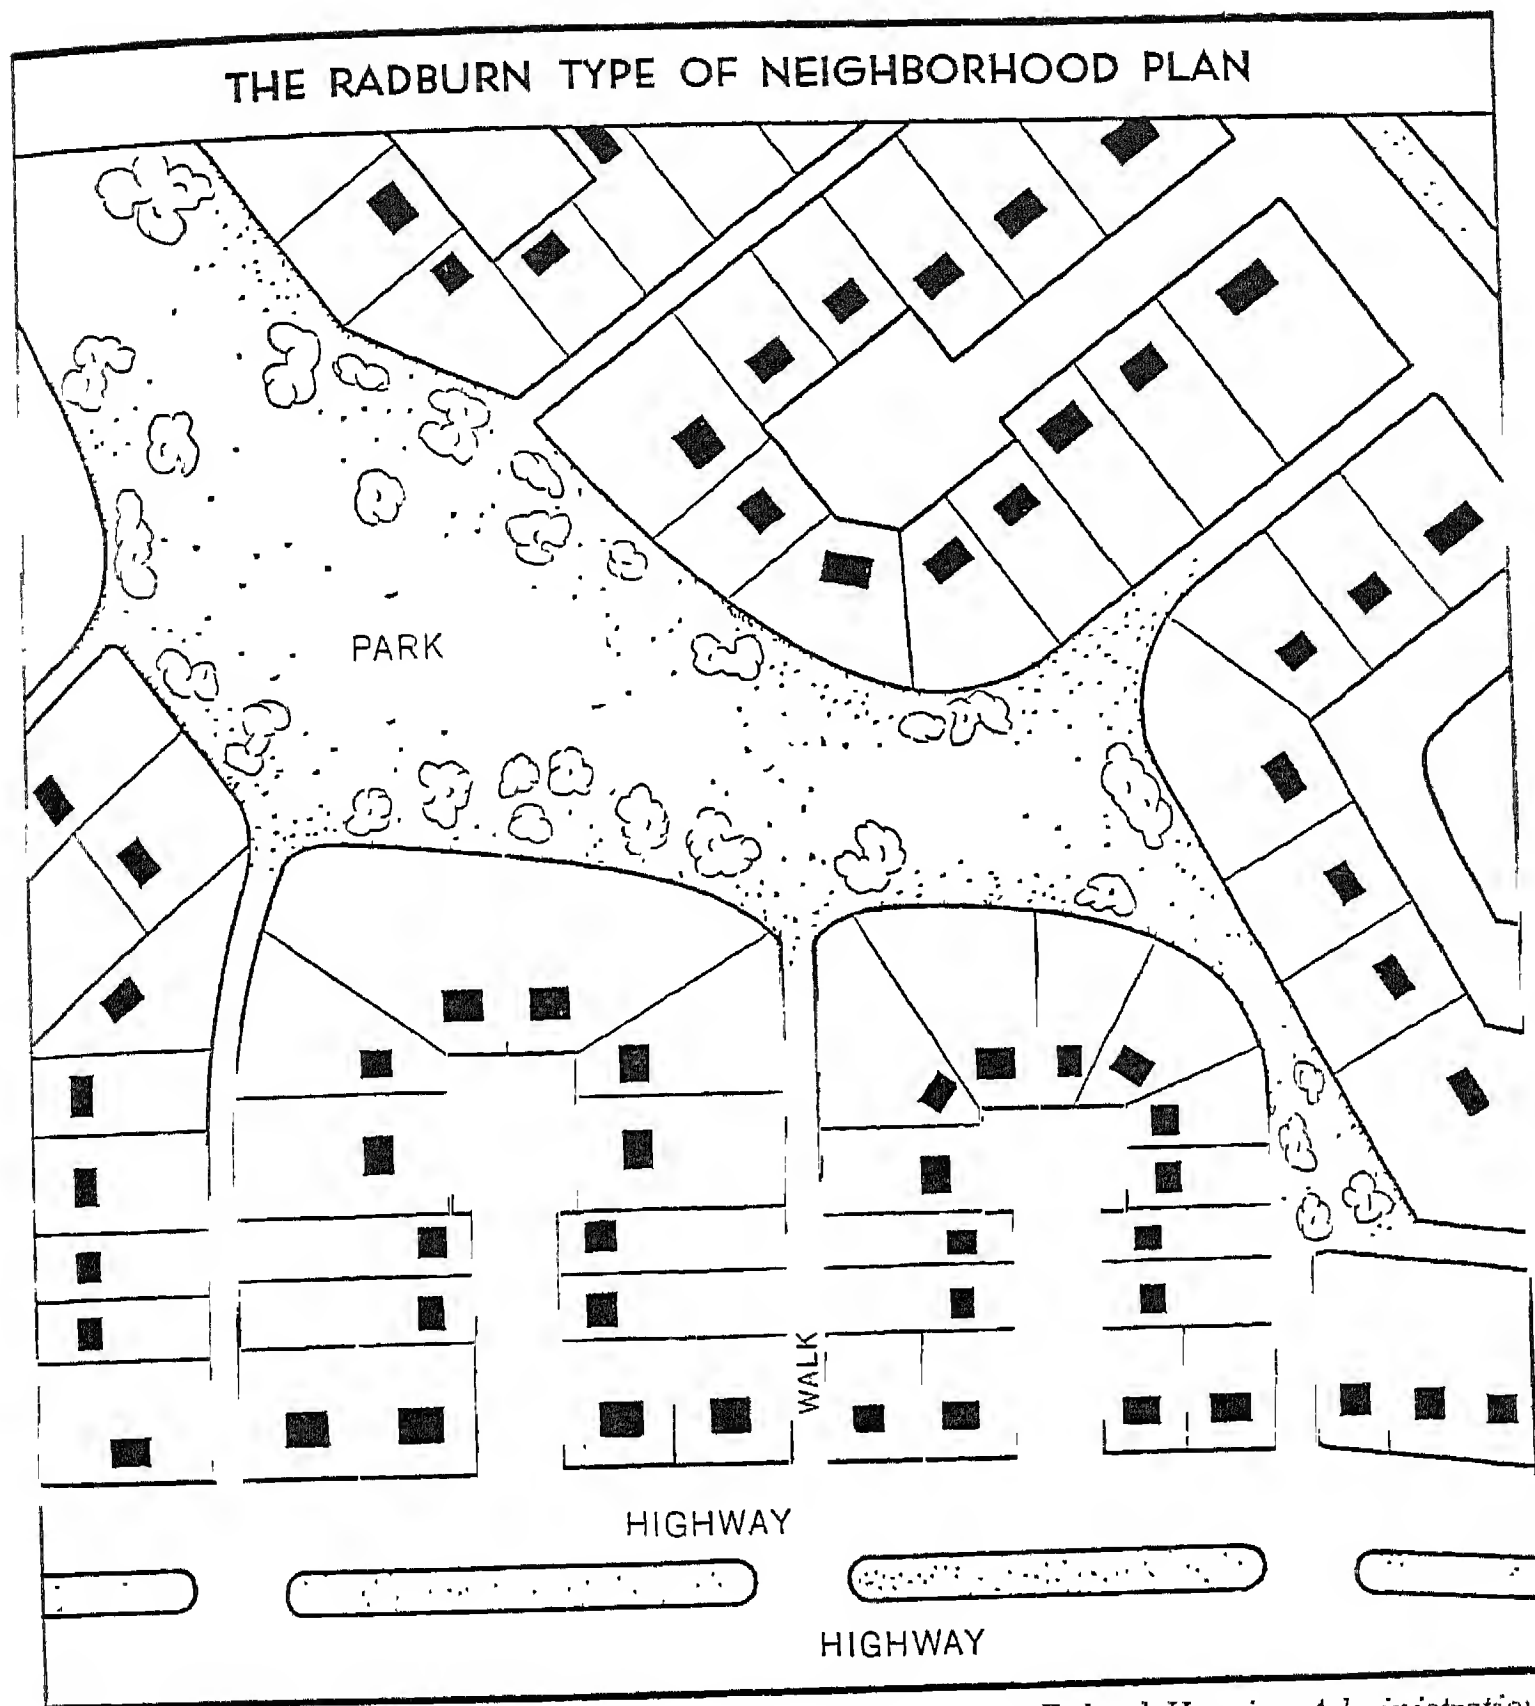 THE RADBURN TYPE OF NEIGHBORHOOD PLAN
PARK
WALK
HIGHWAY
HIGHWAY